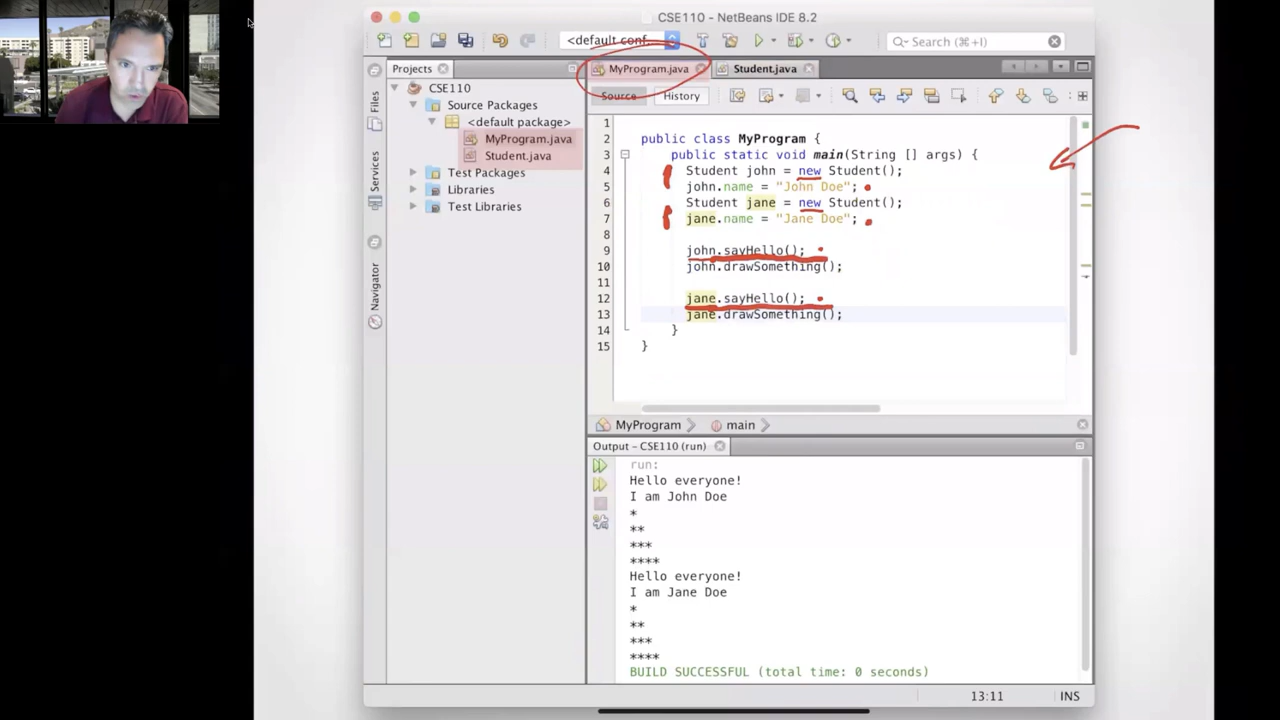 CSE110 - NetBeans IDE 8.2
<default conf...
Search (⌘+I)
Projects
MyProgram.java
Student.java
Files
Services
Navigator
CSE110
Source Packages
<default package>
MyProgram.java
Student.java
Test Packages
Libraries
Test Libraries
Source
History
1
2 public class MyProgram {
3 public static void main(String [] args) {
4 Student john = new Student();
5 john.name = "John Doe";
6 Student jane = new Student();
7 jane.name = "Jane Doe";
8
9 john.sayHello();
10 john.drawSomething();
11
12 jane.sayHello();
13 jane.drawSomething();
14 }
15 }
MyProgram
main
Output - CSE110 (run)
run:
Hello everyone!
I am John Doe
*
**
***
****
Hello everyone!
I am Jane Doe
*
**
***
****
BUILD SUCCESSFUL (total time: 0 seconds)
13:11
INS